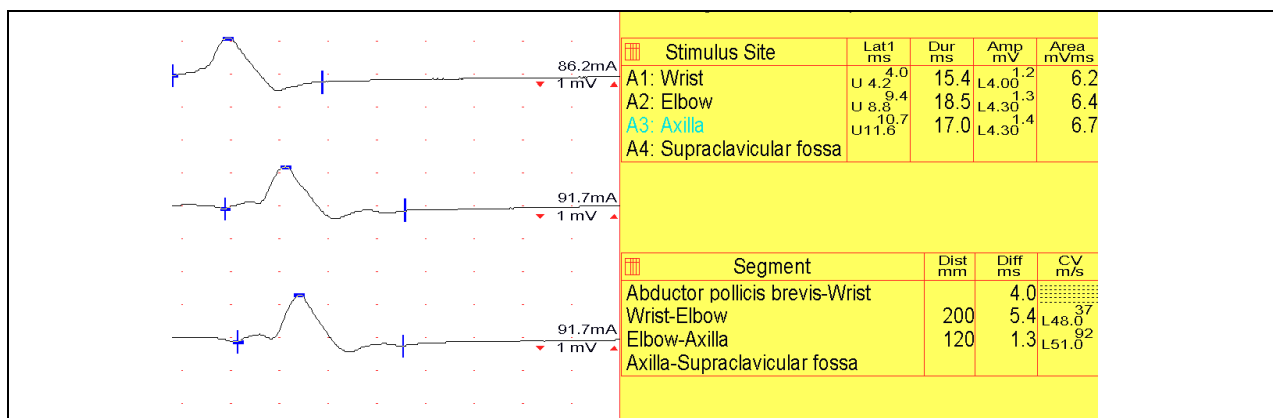 86.2mA
1 mV
91.7mA
1 mV
91.7mA
1 mV
Stimulus Site Lat1 ms Dur ms Amp mV Area mVms
A1: Wrist U 4.2 4.0 15.4 L4.00 1.2 6.2
A2: Elbow U 8.8 9.4 18.5 L4.30 1.3 6.4
A3: Axilla U11.6 10.7 17.0 L4.30 1.4 6.7
A4: Supraclavicular fossa
Segment Dist mm Diff ms CV m/s
Abductor pollicis brevis-Wrist 4.0
Wrist-Elbow 200 5.4 L48.0 37
Elbow-Axilla 120 1.3 L51.0 92
Axilla-Supraclavicular fossa